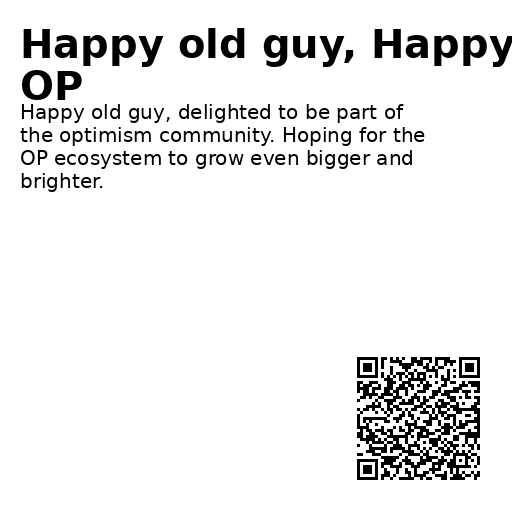 Happy old guy, Happy
OP
Happy old guy, delighted to be part of
the optimism community. Hoping for the
OP ecosystem to grow even bigger and
brighter.